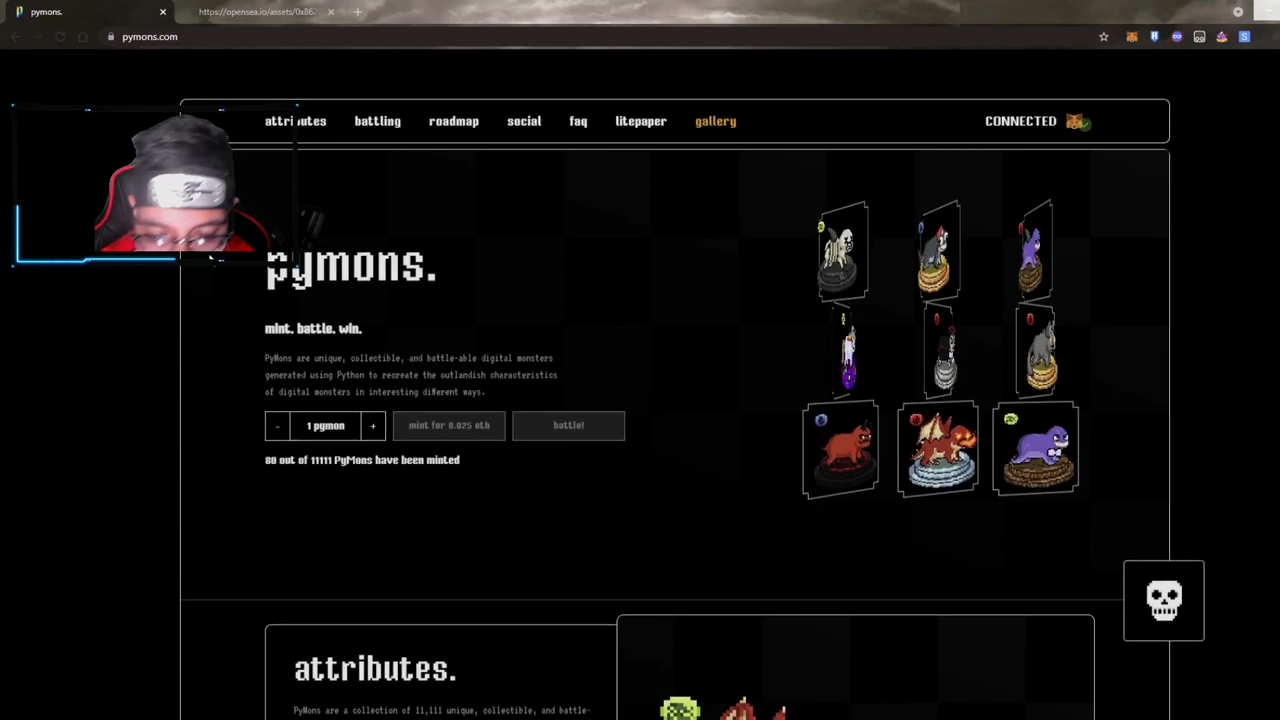 pymons.
https://opensea.io/assets/0x862
pymons.com
attributes battling roadmap social faq litepaper gallery CONNECTED
pymons.
mint. battle. win.
PyMons are unique, collectible, and battle-able digital monsters
generated using Python to recreate the outlandish characteristics
of digital monsters in interesting different ways.
- 1 pymon + mint for 0.025 eth battle!
80 out of 11111 PyMons have been minted
attributes.
PyMons are a collection of 11,111 unique, collectible, and battle-